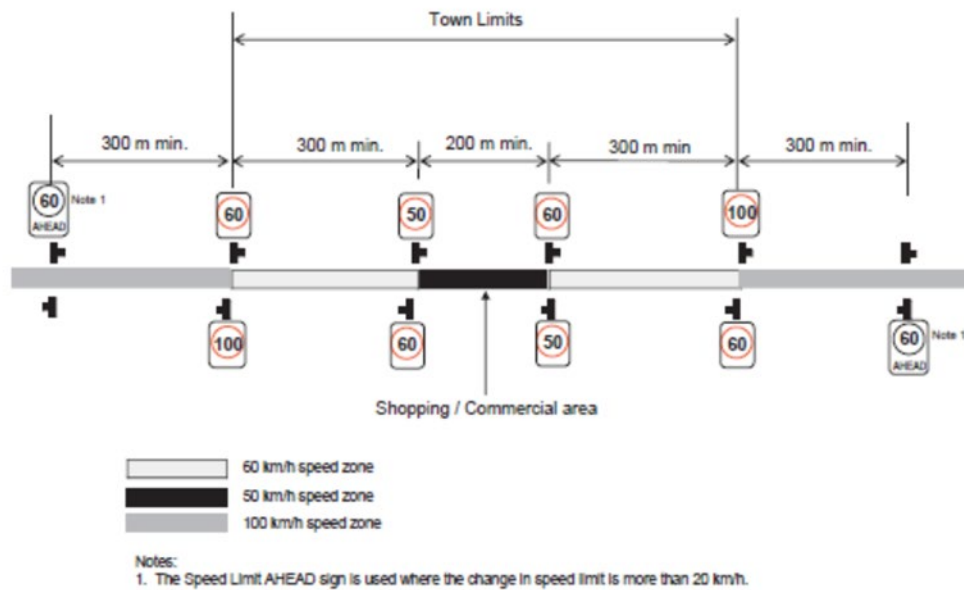 Town Limits
300 m min.
300 m min.
200 m min.
300 m min
300 m min.
60
AHEAD
Note 1
60
50
60
100
100
60
50
60
60
AHEAD
Note 1
Shopping / Commercial area
60 km/h speed zone
50 km/h speed zone
100 km/h speed zone
Notes:
1. The Speed Limit AHEAD sign is used where the change in speed limit is more than 20 km/h.